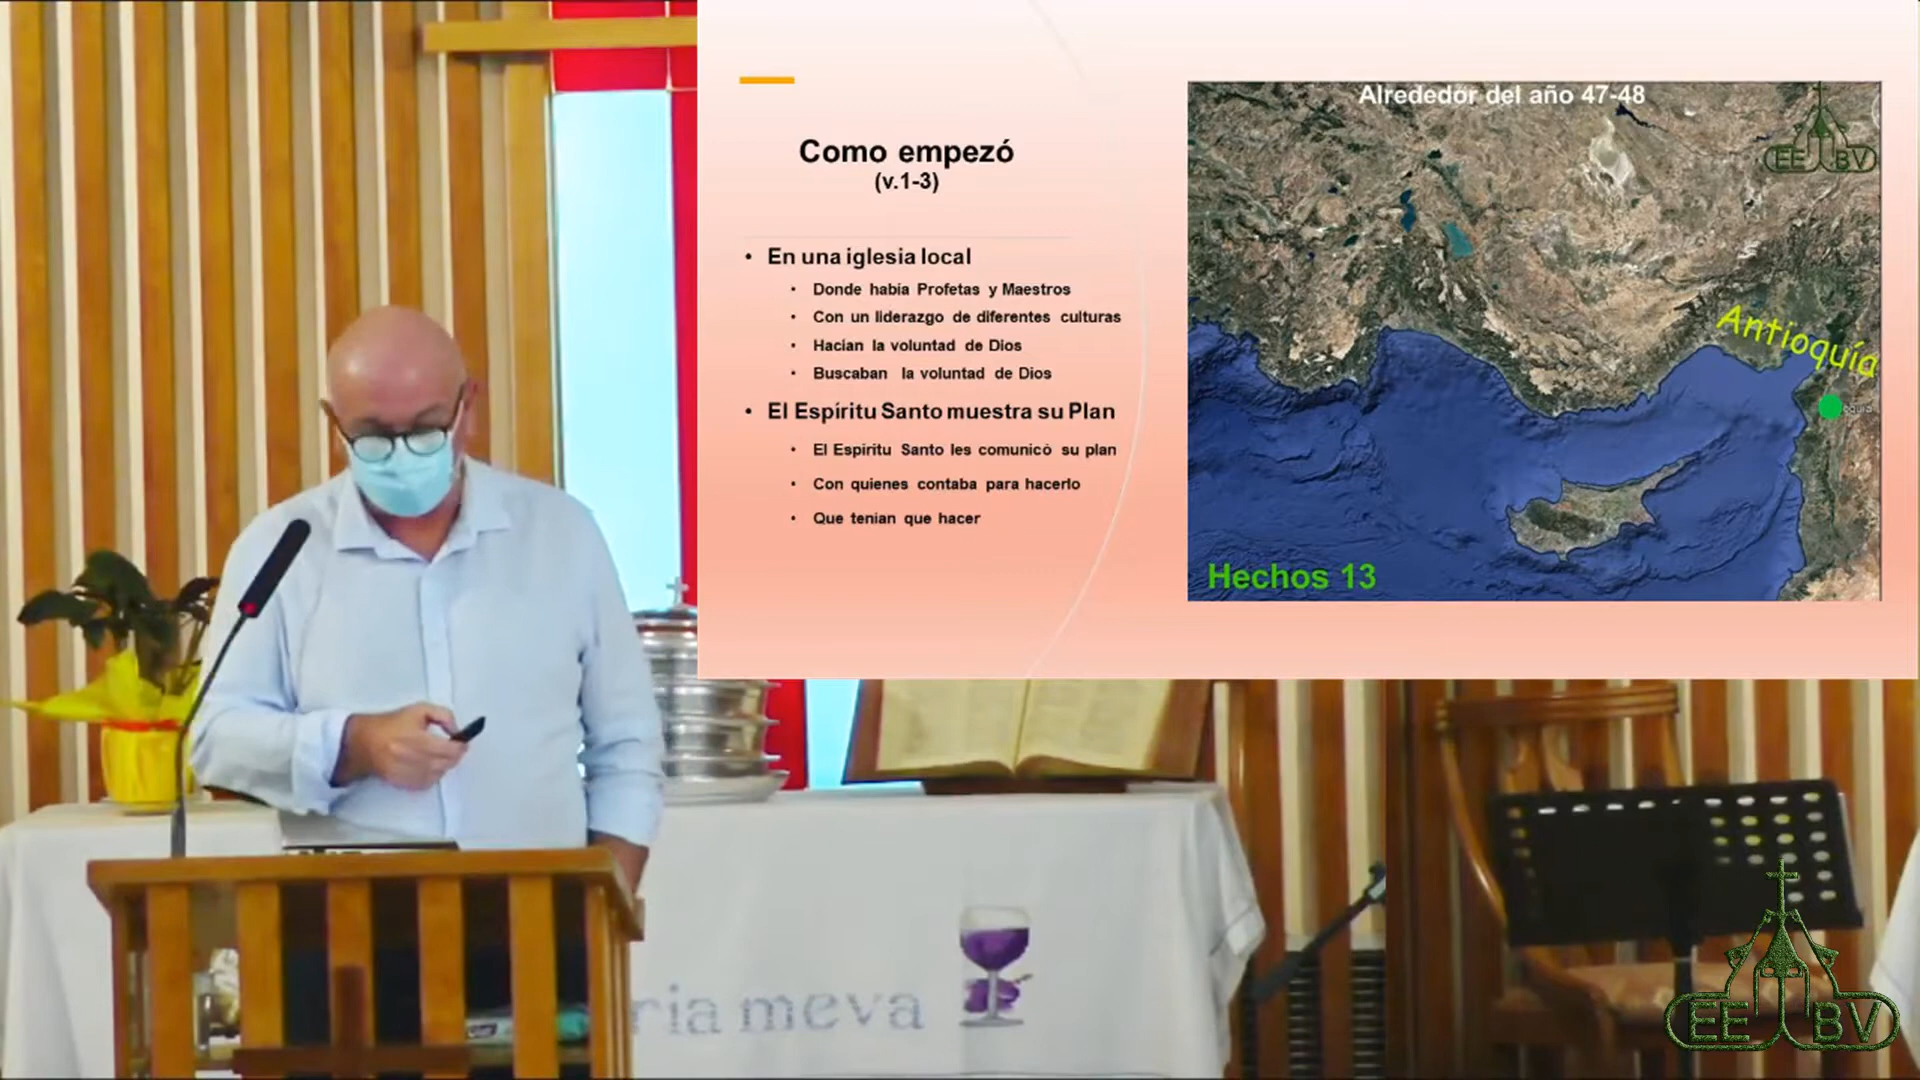 Como empezó
(v.1-3)
• En una iglesia local
• Donde había Profetas y Maestros
• Con un liderazgo de diferentes culturas
• Hacían la voluntad de Dios
• Buscaban la voluntad de Dios
• El Espíritu Santo muestra su Plan
• El Espíritu Santo les comunicó su plan
• Con quienes contaba para hacerlo
• Que tenían que hacer
Alrededor del año 47-48
EE BV
Antioquía
Hechos 13
ria meva
EE BV